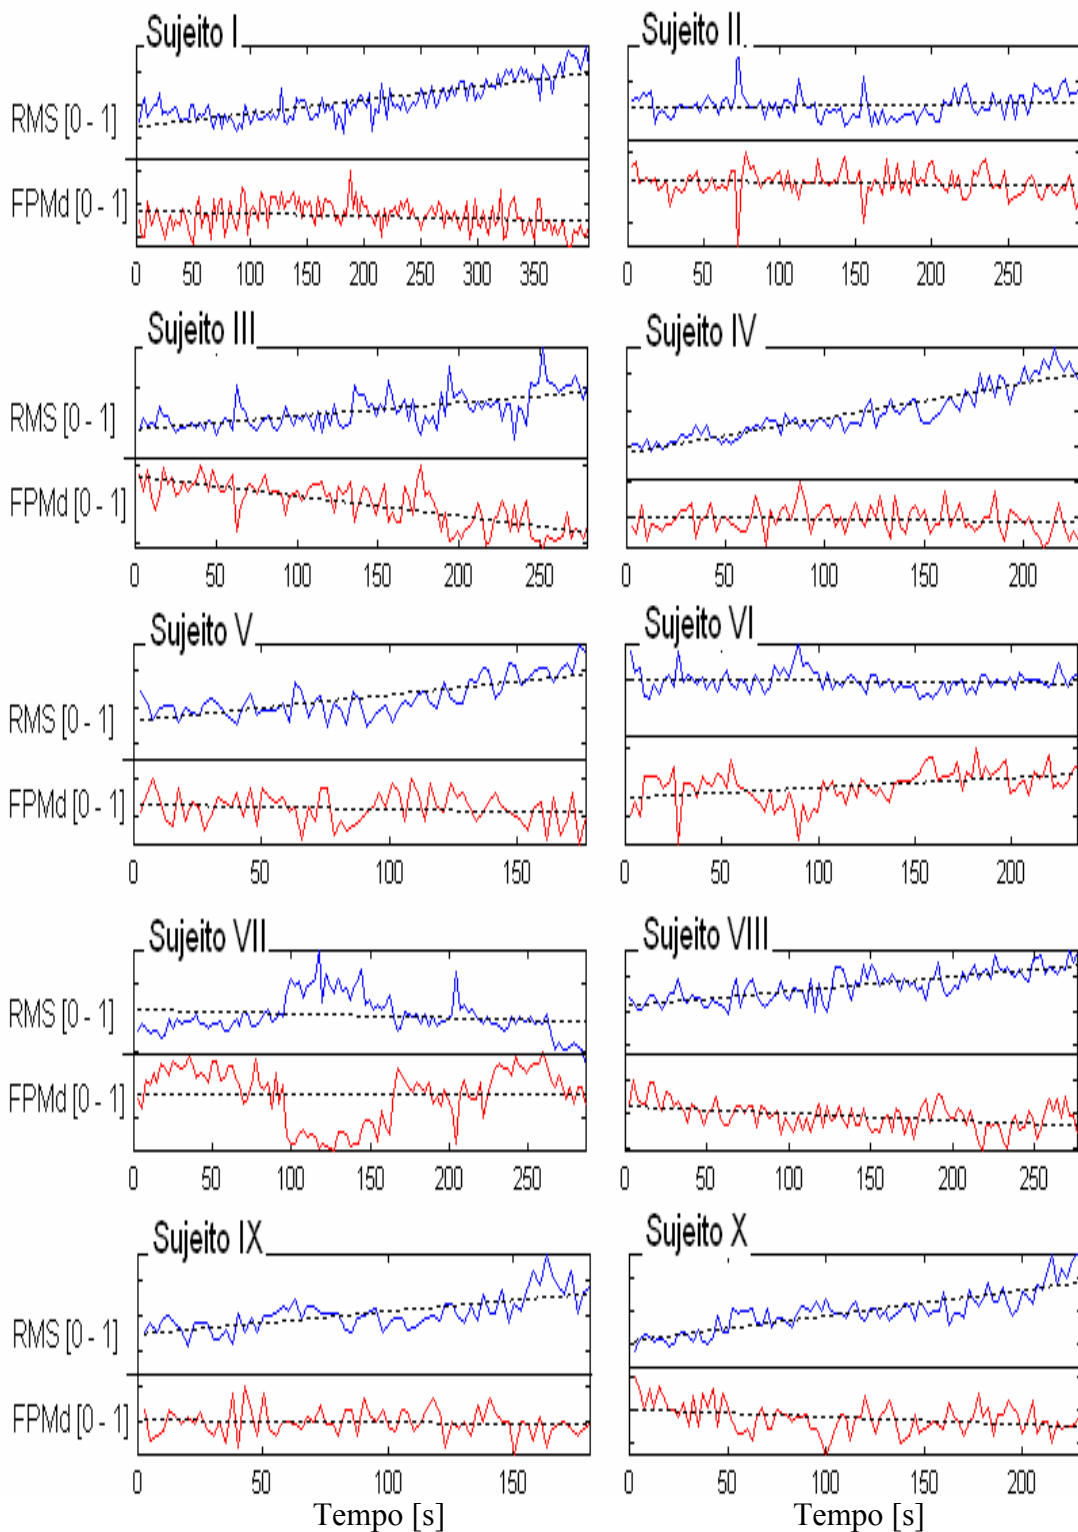 Sujeito I
Sujeito II
RMS [0 - 1]
FPMd [0 - 1]
0 50 100 150 200 250 300 350
0 50 100 150 200 250
Sujeito III
Sujeito IV
RMS [0 - 1]
FPMd [0 - 1]
0 50 100 150 200 250
0 50 100 150 200
Sujeito V
Sujeito VI
RMS [0 - 1]
FPMd [0 - 1]
0 50 100 150
0 50 100 150 200
Sujeito VII
Sujeito VIII
RMS [0 - 1]
FPMd [0 - 1]
0 50 100 150 200 250
0 50 100 150 200 250
Sujeito IX
Sujeito X
RMS [0 - 1]
FPMd [0 - 1]
0 50 100 150
0 50 100 150 200
Tempo [s]
Tempo [s]